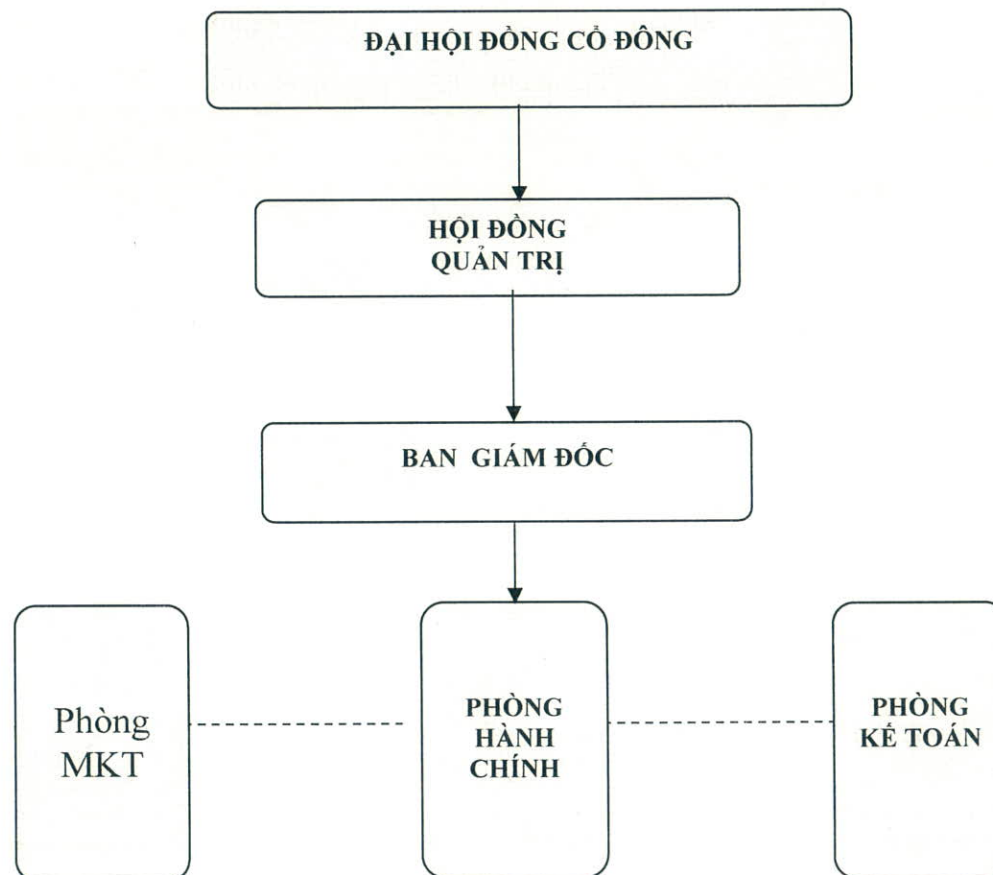 ĐẠI HỘI ĐỒNG CỔ ĐÔNG
HỘI ĐỒNG
QUẢN TRỊ
BAN GIÁM ĐỐC
Phòng
MKT
PHÒNG
HÀNH
CHÍNH
PHÒNG
KẾ TOÁN